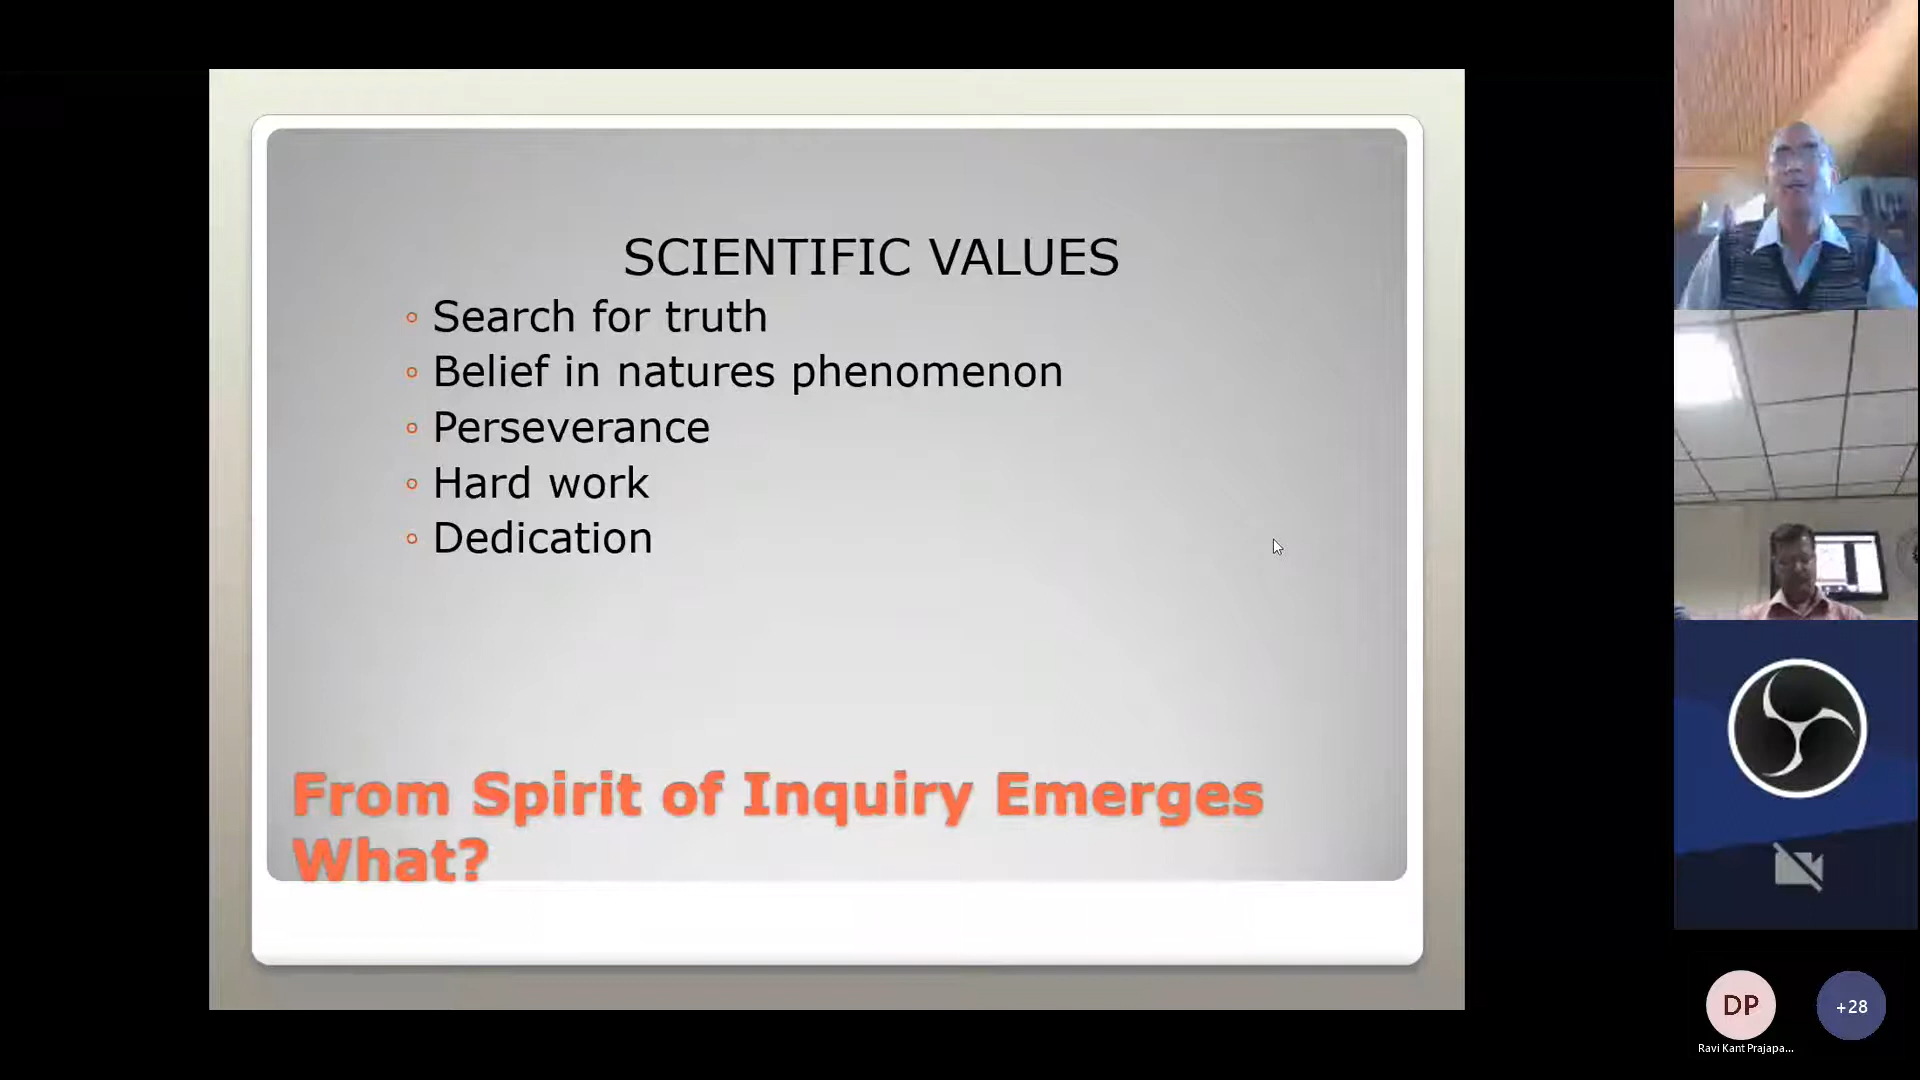 SCIENTIFIC VALUES
Search for truth
Belief in natures phenomenon
Perseverance
Hard work
Dedication
From Spirit of Inquiry Emerges
What?
DP
+28
Ravi Kant Prajapa...